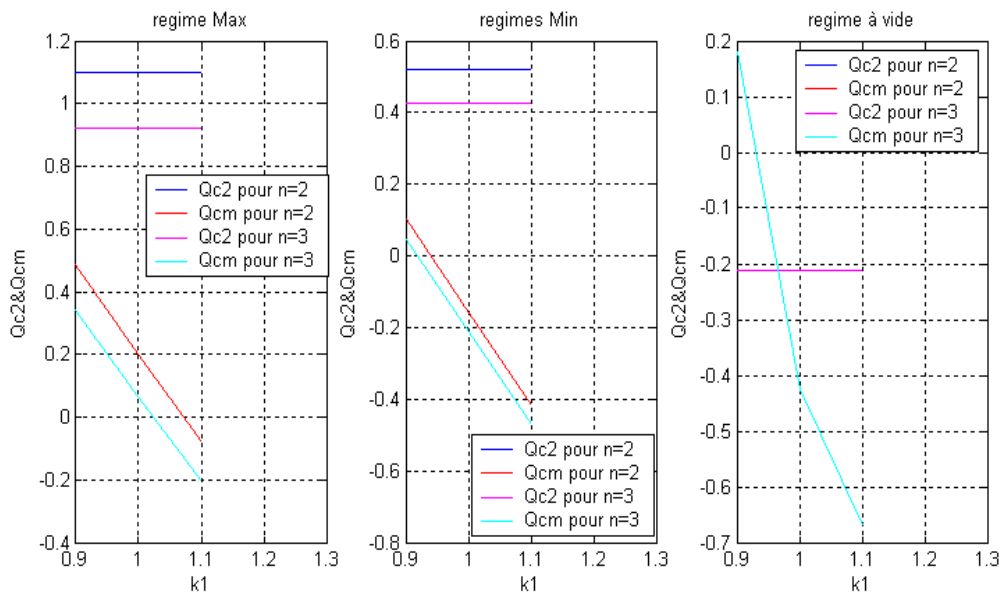 regime Max
Qc2&Qcm
1.2
1
0.8
0.6
0.4
0.2
0
-0.2
-0.4
Qc2 pour n=2
Qcm pour n=2
Qc2 pour n=3
Qcm pour n=3
0.9 1 1.1 1.2 1.3
k1
regimes Min
Qc2&Qcm
0.6
0.4
0.2
0
-0.2
-0.4
-0.6
-0.8
Qc2 pour n=2
Qcm pour n=2
Qc2 pour n=3
Qcm pour n=3
0.9 1 1.1 1.2 1.3
k1
regime à vide
Qc2&Qcm
0.2
0.1
0
-0.1
-0.2
-0.3
-0.4
-0.5
-0.6
-0.7
Qc2 pour n=2
Qcm pour n=2
Qc2 pour n=3
Qcm pour n=3
0.9 1 1.1 1.2 1.3
k1